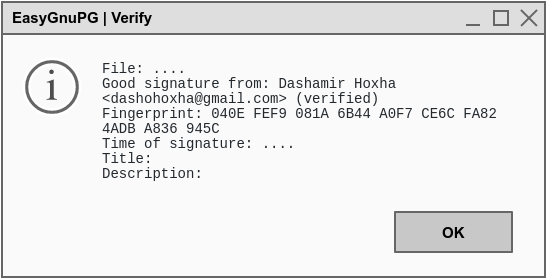 EasyGnuPG | Verify
File: ....
Good signature from: Dashamir Hoxha
<dashohoxha@gmail.com> (verified)
Fingerprint: 040E FEF9 081A 6B44 A0F7 CE6C FA82
4ADB A836 945C
Time of signature: ....
Title:
Description:
OK